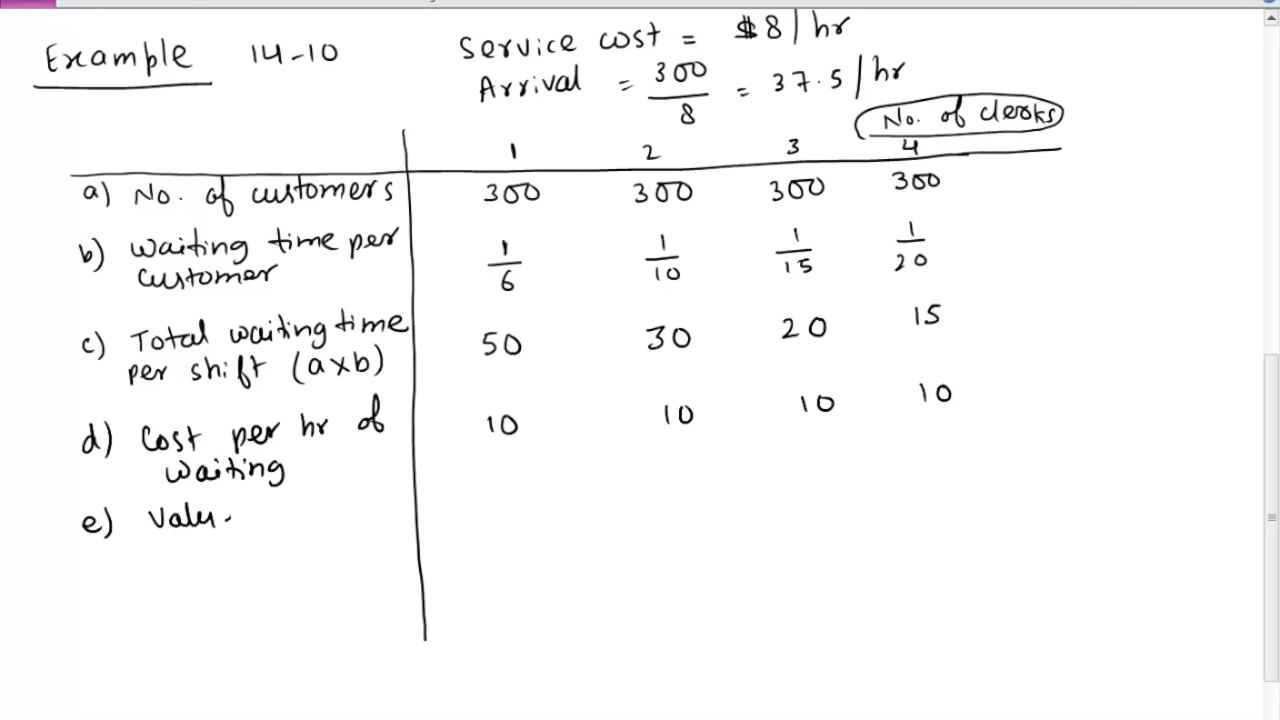 Example 14-10 Service cost = $8/hr
Arrival = 300/8 = 37.5/hr
No. of clerks
1 2 3 4
a) No. of customers 300 300 300 300
b) Waiting time per customer 1/6 1/10 1/15 1/20
c) Total waiting time per shift (axb) 50 30 20 15
d) Cost per hr of waiting 10 10 10 10
e) Valu.